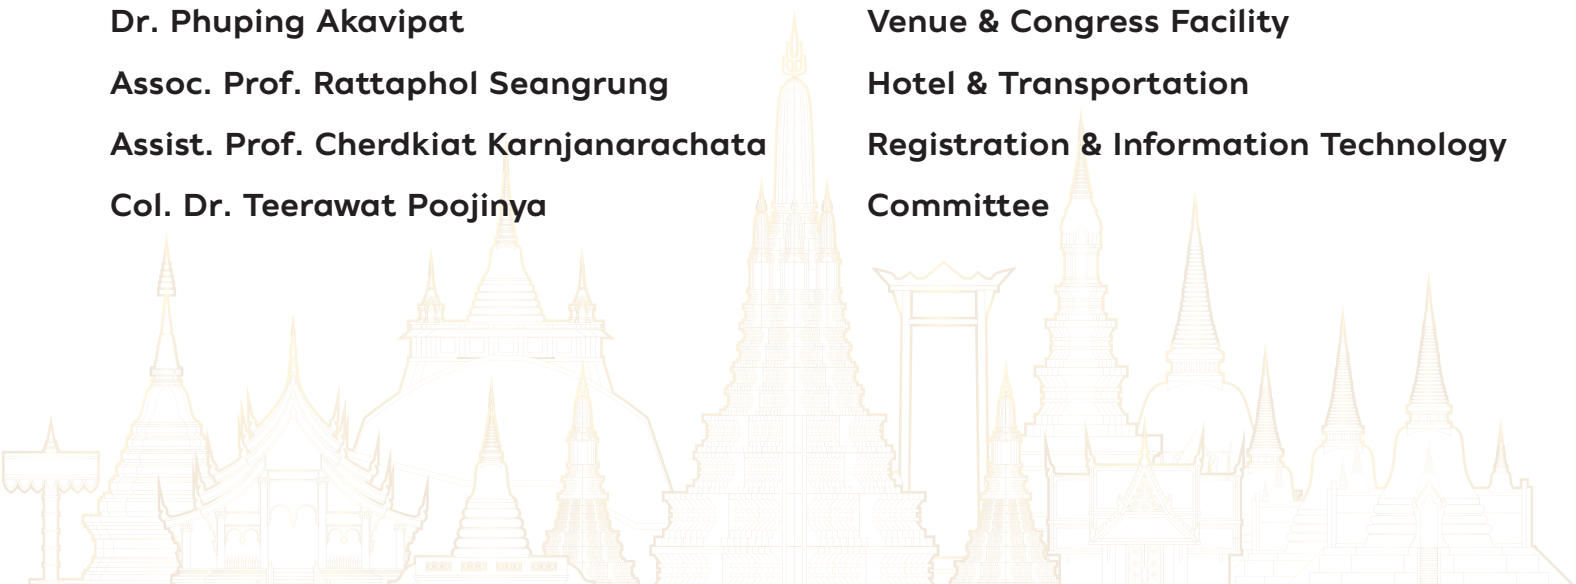 Dr. Phuping Akavipat Venue & Congress Facility
Assoc. Prof. Rattaphol Seangrung Hotel & Transportation
Assist. Prof. Cherdkiat Karnjanarachata Registration & Information Technology
Col. Dr. Teerawat Poojinya Committee